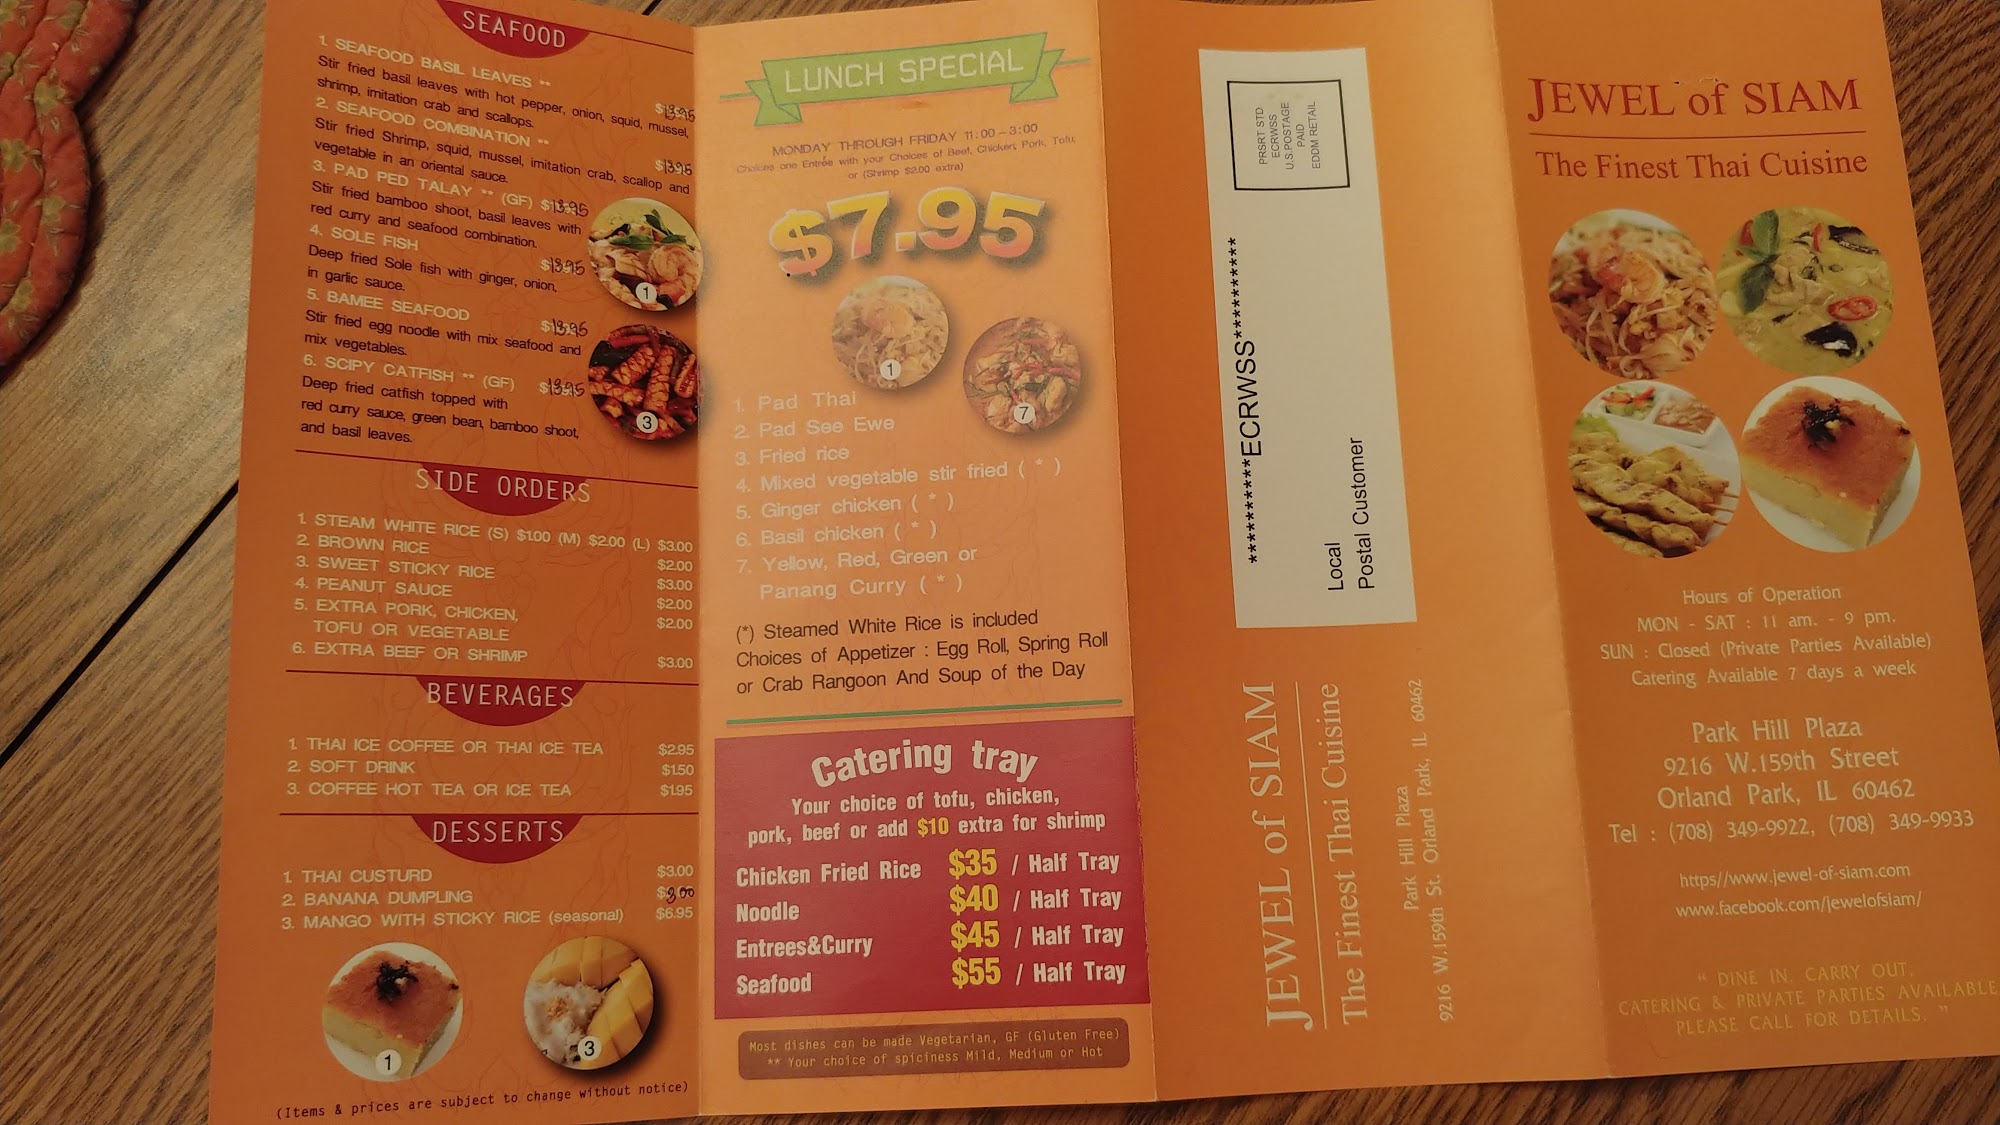 SEAFOOD
1. SEAFOOD BASIL LEAVES **
Stir fried basil leaves with hot pepper, onion, squid, mussel,
shrimp, imitation crab and scallops.
2. SEAFOOD COMBINATION **
Stir fried Shrimp, squid, mussel, imitation crab, scallop and
vegetable in an oriental sauce.
3. PAD PED TALAY ** (GF)
Stir fried bamboo shoot, basil leaves with
red curry and seafood combination.
4. SOLE FISH
Deep fried Sole fish with ginger, onion,
in garlic sauce.
5. BAMEE SEAFOOD
Stir fried egg noodle with mix seafood and
mix vegetables.
6. SCIPY CATFISH ** (GF)
Deep fried catfish topped with
red curry sauce, green bean, bamboo shoot,
and basil leaves.
1
3
SIDE ORDERS
1. STEAM WHITE RICE (S) $1.00 (M) $2.00 (L) $3.00
2. BROWN RICE $2.00
3. SWEET STICKY RICE $3.00
4. PEANUT SAUCE $2.00
5. EXTRA PORK, CHICKEN, $2.00
TOFU OR VEGETABLE
6. EXTRA BEEF OR SHRIMP $3.00
BEVERAGES
1. THAI ICE COFFEE OR THAI ICE TEA $2.95
2. SOFT DRINK $1.50
3. COFFEE HOT TEA OR ICE TEA $1.95
DESSERTS
1. THAI CUSTURD $3.00
2. BANANA DUMPLING
3. MANGO WITH STICKY RICE (seasonal) $6.95
1
3
(Items & prices are subject to change without notice)
LUNCH SPECIAL
MONDAY THROUGH FRIDAY 11:00 - 3:00
Choices one Entrée with your Choices of Beef, Chicken, Pork, Tofu,
or (Shrimp $2.00 extra)
$7.95
1
7
1. Pad Thai
2. Pad See Ewe
3. Fried rice
4. Mixed vegetable stir fried ( * )
5. Ginger chicken ( * )
6. Basil chicken ( * )
7. Yellow, Red, Green or
Panang Curry ( * )
(*) Steamed White Rice is included
Choices of Appetizer : Egg Roll, Spring Roll
or Crab Rangoon And Soup of the Day
Catering tray
Your choice of tofu, chicken,
pork, beef or add $10 extra for shrimp
Chicken Fried Rice $35 / Half Tray
Noodle $40 / Half Tray
Entrees&Curry $45 / Half Tray
Seafood $55 / Half Tray
Most dishes can be made Vegetarian, GF (Gluten Free)
** Your choice of spiciness Mild, Medium or Hot
PRSRT STD
ECRWSS
U.S.POSTAGE
PAID
EDDM RETAIL
**********ECRWSS**********
Local
Postal Customer
JEWEL of SIAM
The Finest Thai Cuisine
Park Hill Plaza
9216 W.159th St. Orland Park, IL 60462
JEWEL of SIAM
The Finest Thai Cuisine
Hours of Operation
MON - SAT : 11 am. - 9 pm.
SUN : Closed (Private Parties Available)
Catering Available 7 days a week
Park Hill Plaza
9216 W.159th Street
Orland Park, IL 60462
Tel : (708) 349-9922, (708) 349-9933
https//www.jewel-of-siam.com
www.facebook.com/jewelofsiam/
" DINE IN, CARRY OUT,
CATERING & PRIVATE PARTIES AVAILABLE
PLEASE CALL FOR DETAILS. "